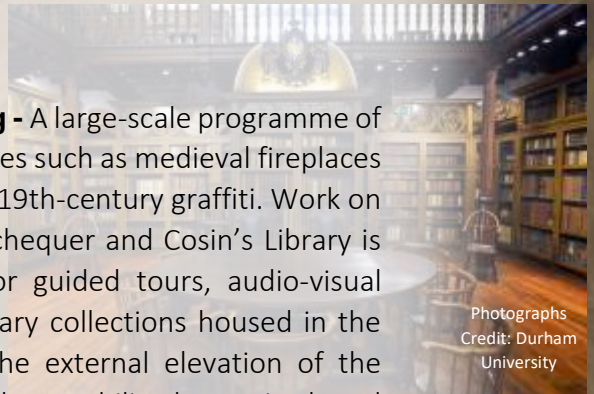 g - A large-scale programme of
es such as medieval fireplaces
19th-century graffiti. Work on
chequer and Cosin’s Library is
or guided tours, audio-visual
ary collections housed in the
he external elevation of the
Photographs
Credit: Durham
University